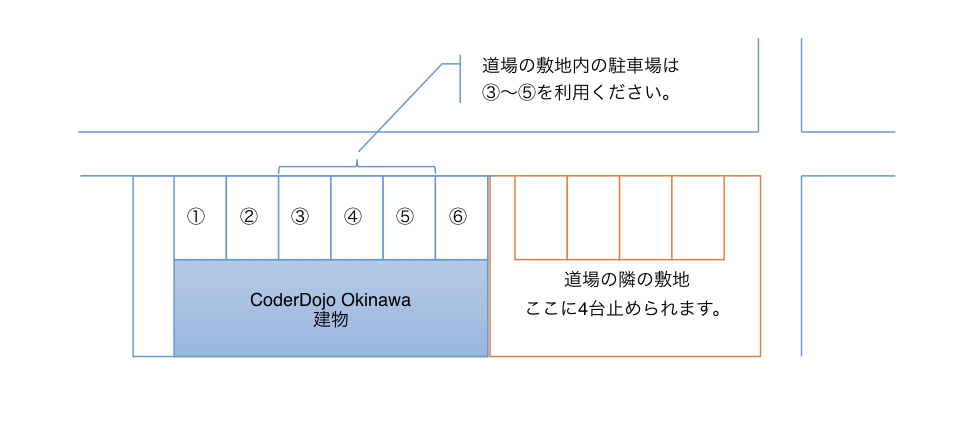 道場の敷地内の駐車場は
③〜⑤を利用ください。
①
②
③
④
⑤
⑥
CoderDojo Okinawa
建物
道場の隣の敷地
ここに4台止められます。